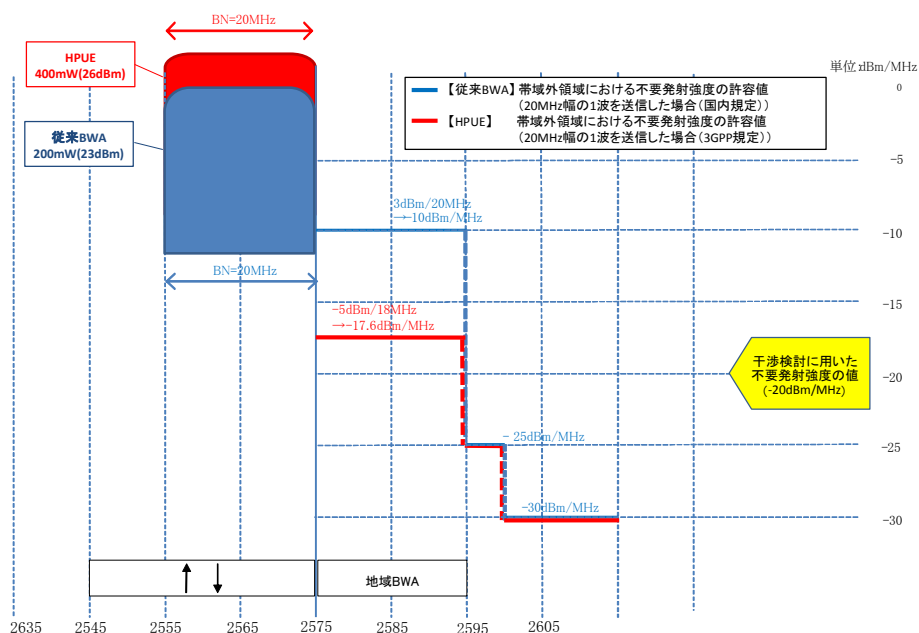 BN=20MHz
HPUE
400mW(26dBm)
従来BWA
200mW(23dBm)
単位:dBm/MHz
【従来BWA】帯域外領域における不要発射強度の許容値
（20MHz幅の1波を送信した場合（国内規定））
【HPUE】 帯域外領域における不要発射強度の許容値
（20MHz幅の1波を送信した場合（3GPP規定））
0
-5
3dBm/20MHz
→-10dBm/MHz
-10
BN=20MHz
-15
-5dBm/18MHz
→-17.6dBm/MHz
干渉検討に用いた
不要発射強度の値
(-20dBm/MHz)
-20
- 25dBm/MHz
-25
-30dBm/MHz
-30
地域BWA
2635 2545 2555 2565 2575 2585 2595 2605